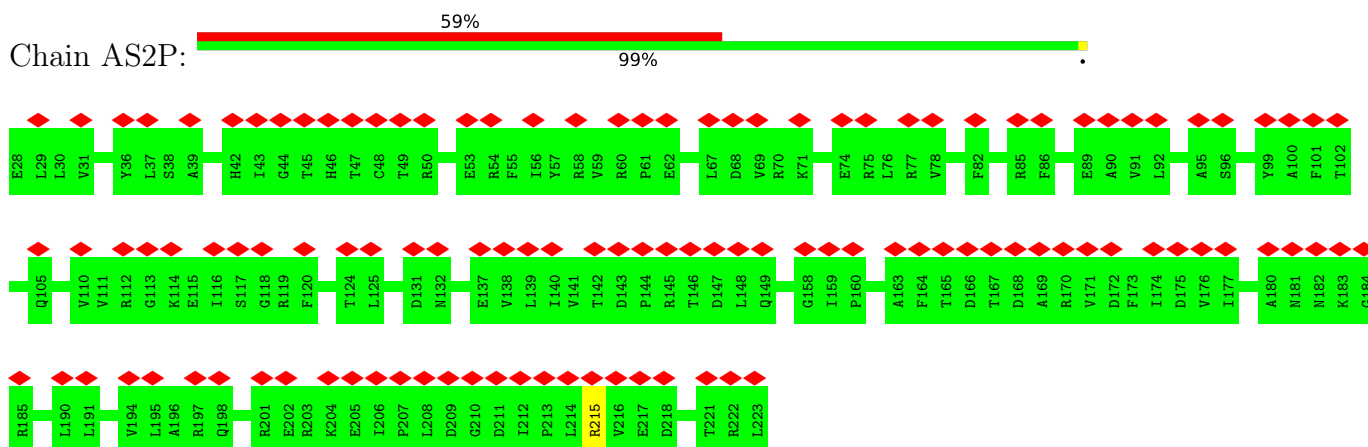 59%
Chain AS2P:
99%
•
E28 L29 L30 V31 Y36 L37 S38 A39 H42 I43 G44 T45 H46 T47 C48 T49 R50 E53 R54 F55 I56 Y57 R58 V59 R60 P61 E62 L67 D68 V69 R70 K71 E74 R75 L76 R77 V78 F82 R85 F86 E89 A90 V91 L92 A95 S96 Y99 A100 F101 T102
Q105 V110 V111 R112 G113 K114 E115 I116 S117 G118 R119 F120 T124 L125 D131 N132 E137 V138 L139 I140 V141 T142 D143 P144 R145 T146 D147 L148 Q149 G158 I159 P160 A163 F164 T165 D166 T167 D168 A169 R170 V171 D172 F173 I174 D175 V176 I177 A180 N181 N182 K183 G184
R185 L190 L191 V194 L195 A196 R197 Q198 R201 E202 R203 K204 E205 I206 P207 L208 D209 G210 D211 I212 P213 L214 R215 V216 E217 D218 T221 R222 L223